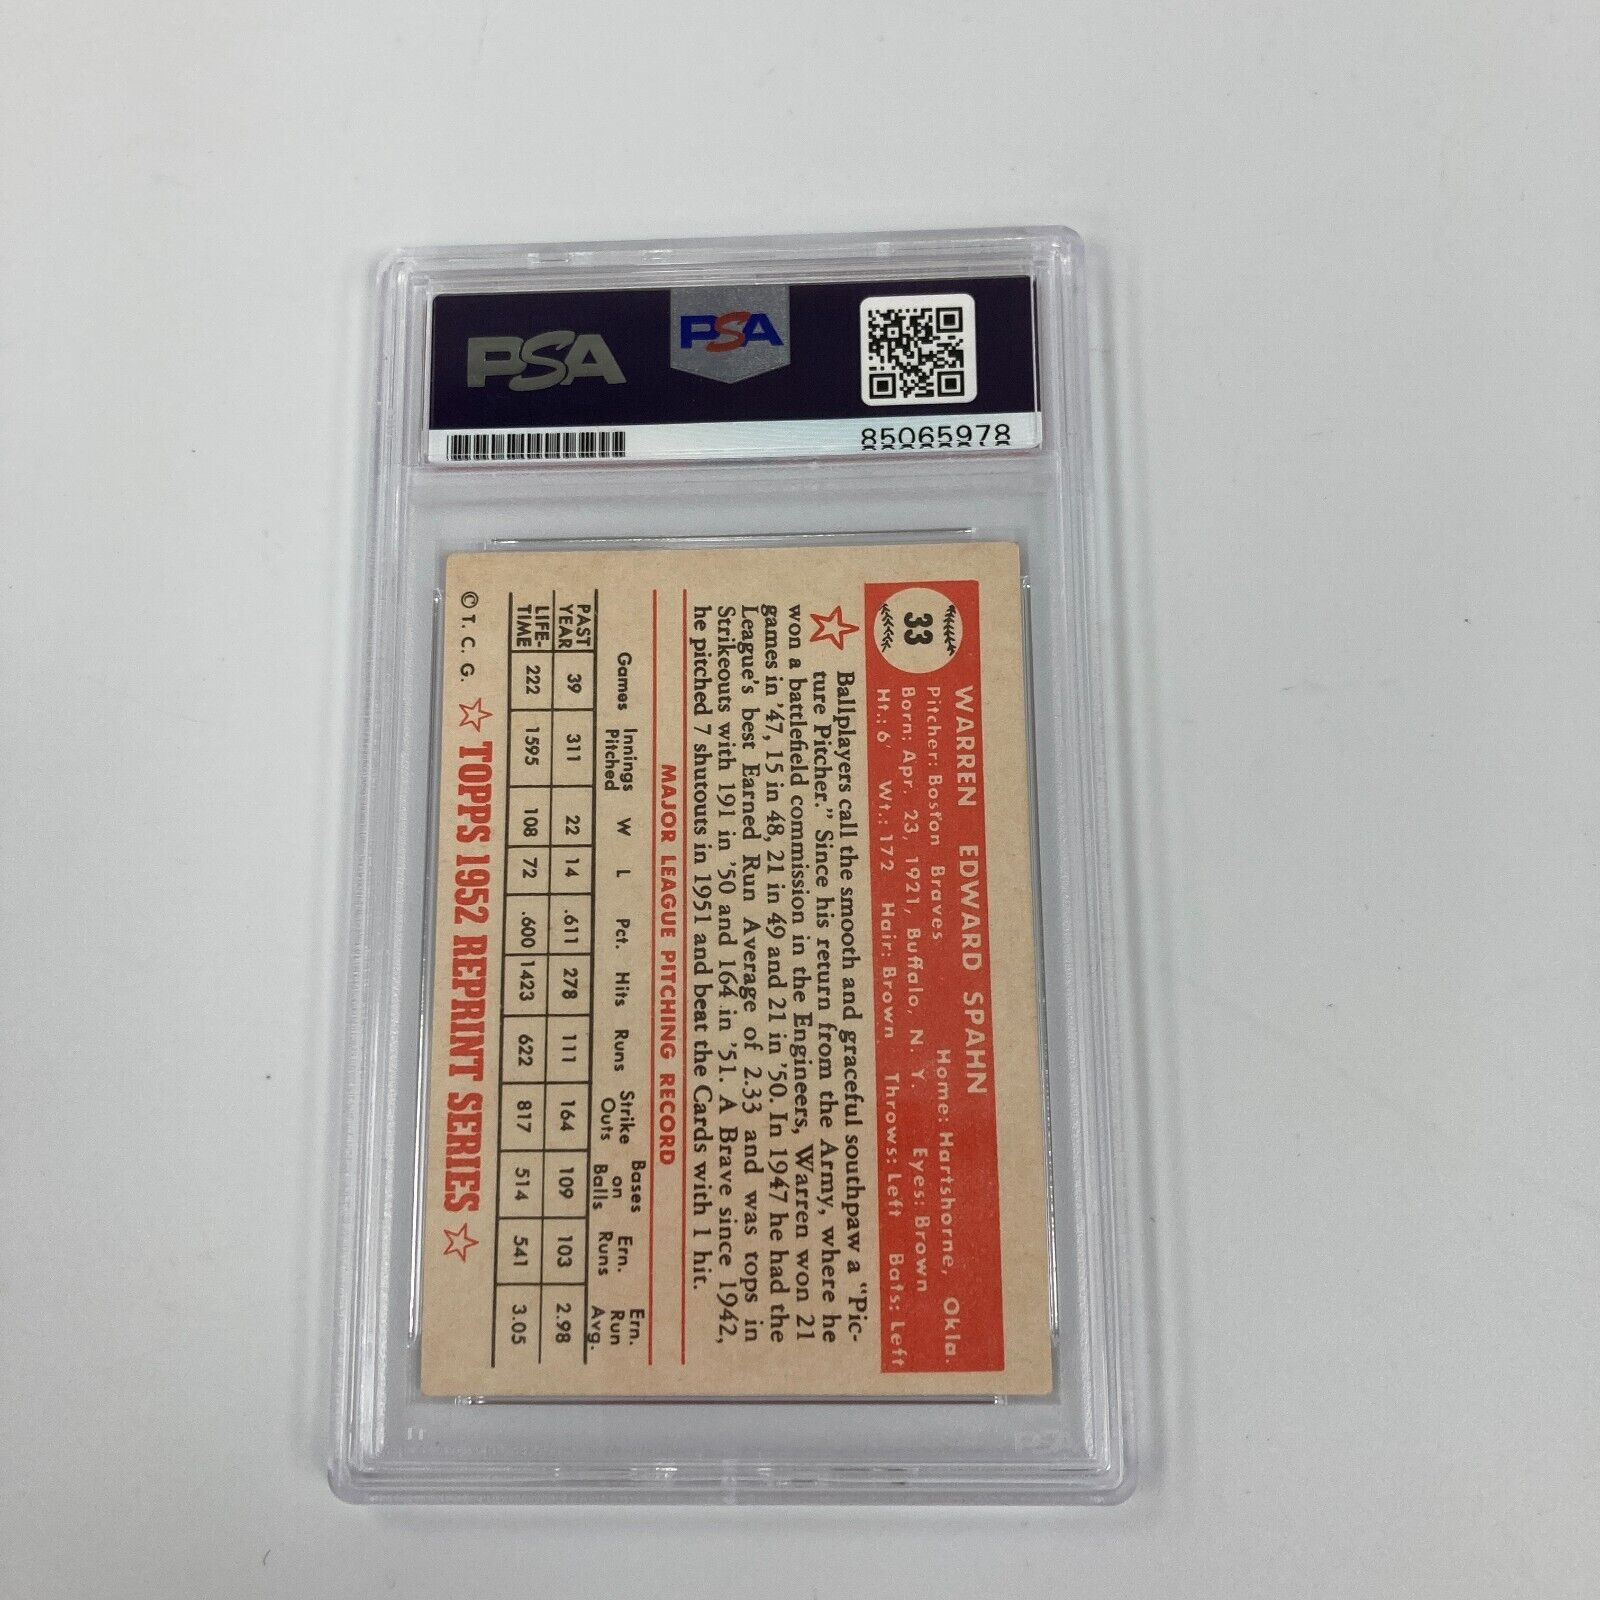 PSA
PSA
85065978
33
WARREN EDWARD SPAHN
Pitcher: Boston Braves Home: Hartshorne, Okla.
Born: Apr. 23, 1921, Buffalo, N. Y. Eyes: Brown
Ht.: 6' Wt.: 172 Hair: Brown Throws: Left Bats: Left
Ballplayers call the smooth and graceful southpaw a "Pic-
ture Pitcher." Since his return from the Army, where he
won a battlefield commission in the Engineers, Warren won 21
games in '47, 15 in 48, 21 in 49 and 21 in '50. In 1947 he had the
League's best Earned Run Average of 2.33 and was tops in
Strikeouts with 191 in '50 and 164 in '51. A Brave since 1942,
he pitched 7 shutouts in 1951 and beat the Cards with 1 hit.
MAJOR LEAGUE PITCHING RECORD
Games Innings Pitched W L Pct. Hits Runs Strike Outs Bases on Balls Ern. Runs Ern. Run Avg.
PAST YEAR 39 311 22 14 .611 278 111 164 109 103 2.98
LIFE-TIME 222 1595 108 72 .600 1423 622 817 514 541 3.05
© T. C. G. TOPPS 1952 REPRINT SERIES
PSA